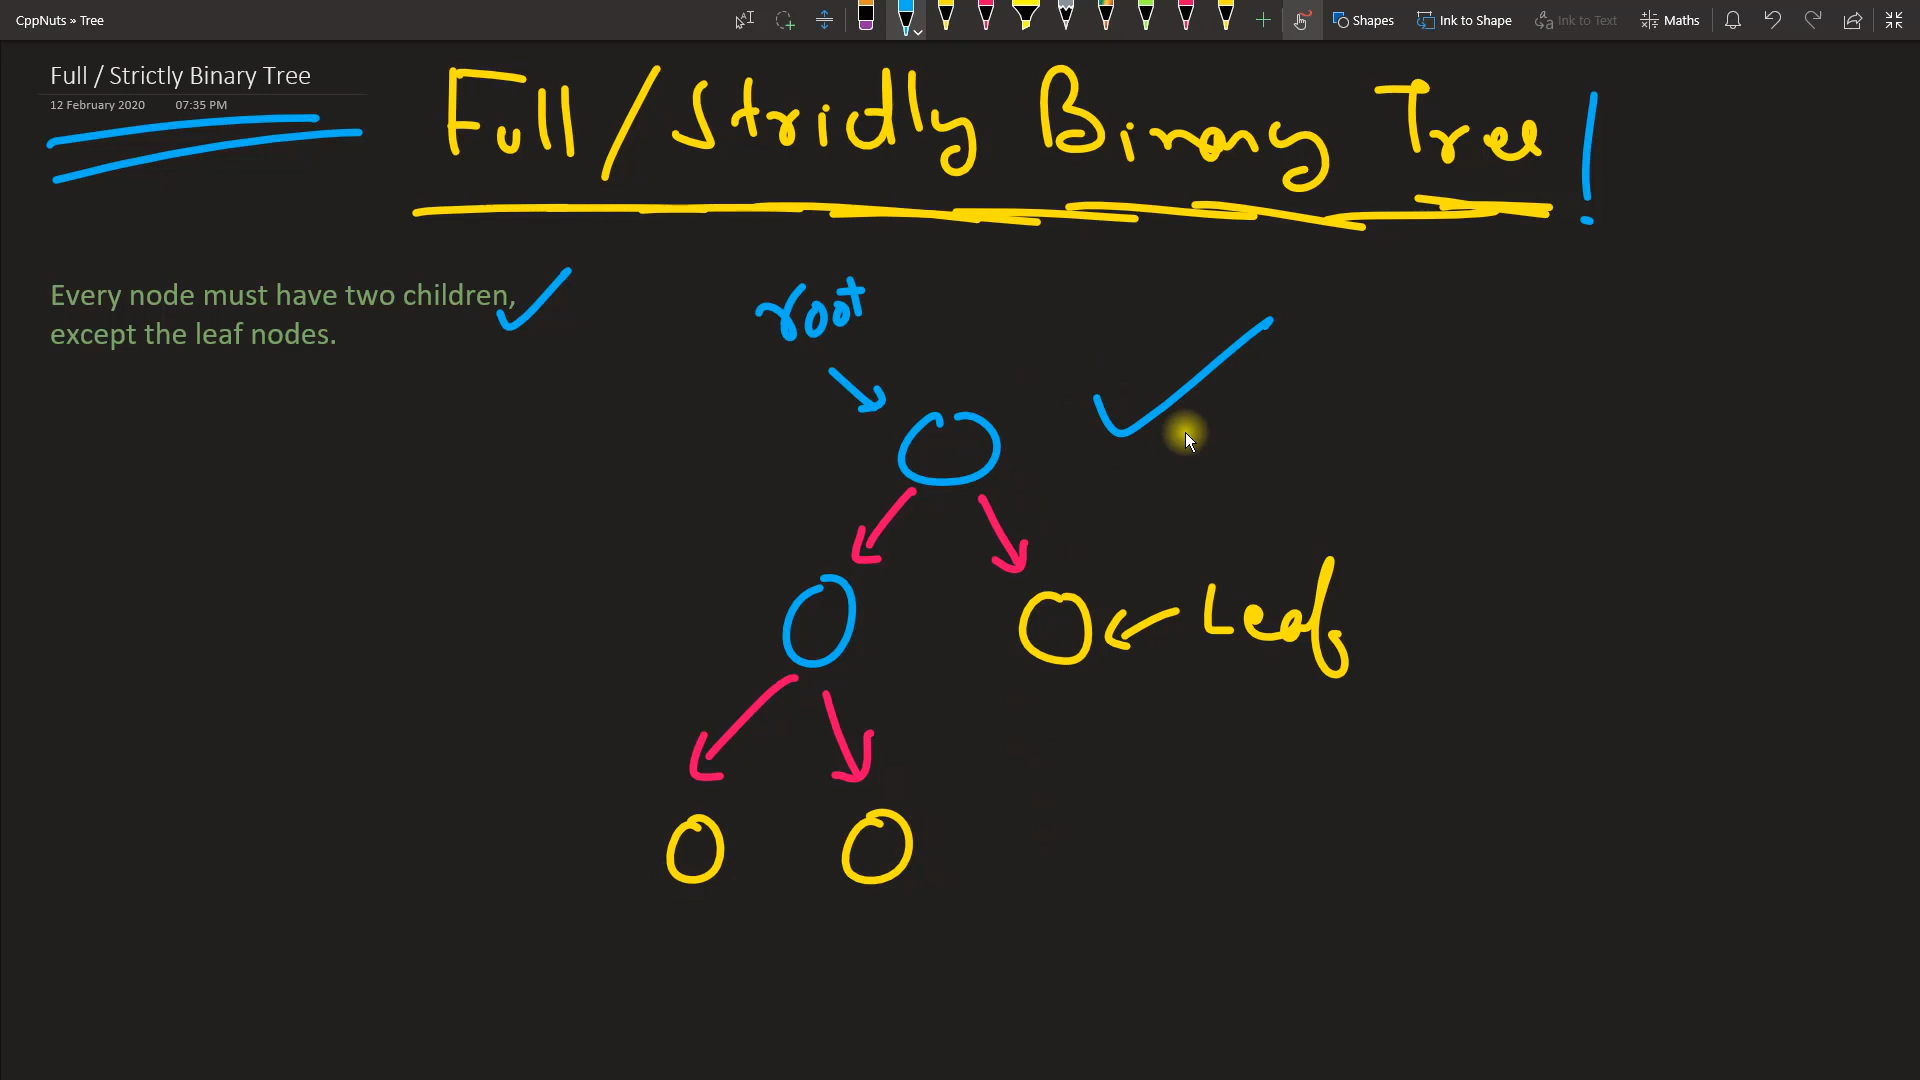 CppNuts » Tree
Shapes
Ink to Shape
Ink to Text
Maths
Full / Strictly Binary Tree
12 February 2020 07:35 PM
Full/Strictly Binary Tree!
Every node must have two children,
except the leaf nodes.
root
Leaf